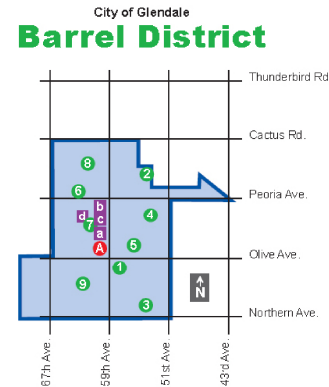 City of Glendale
Barrel District
Thunderbird Rd
Cactus Rd.
8
2
6
Peoria Ave.
b
d
c
4
7
a
A
5
Olive Ave.
1
9
N
3
Northern Ave.
67th Ave.
59th Ave.
51st Ave.
43rd Ave.